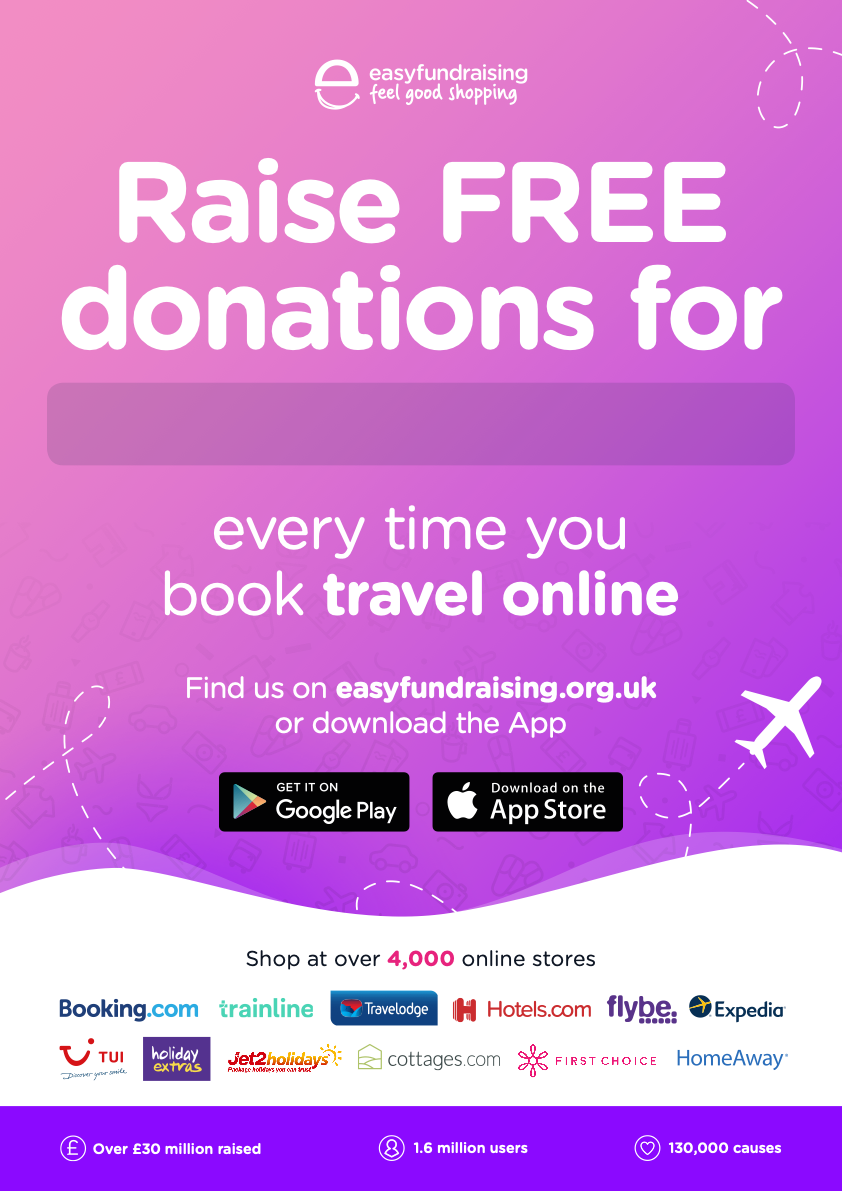 easyfundraising
feel good shopping
Raise FREE
donations for
every time you
book travel online
Find us on easyfundraising.org.uk
or download the App
GET IT ON
Google Play
Download on the
App Store
Shop at over 4,000 online stores
Booking.com trainline Travelodge Hotels.com flybe. Expedia
TUI holiday extras Jet2holidays cottages.com FIRST CHOICE HomeAway
Discover your smile Package holidays you can trust
Over £30 million raised 1.6 million users 130,000 causes